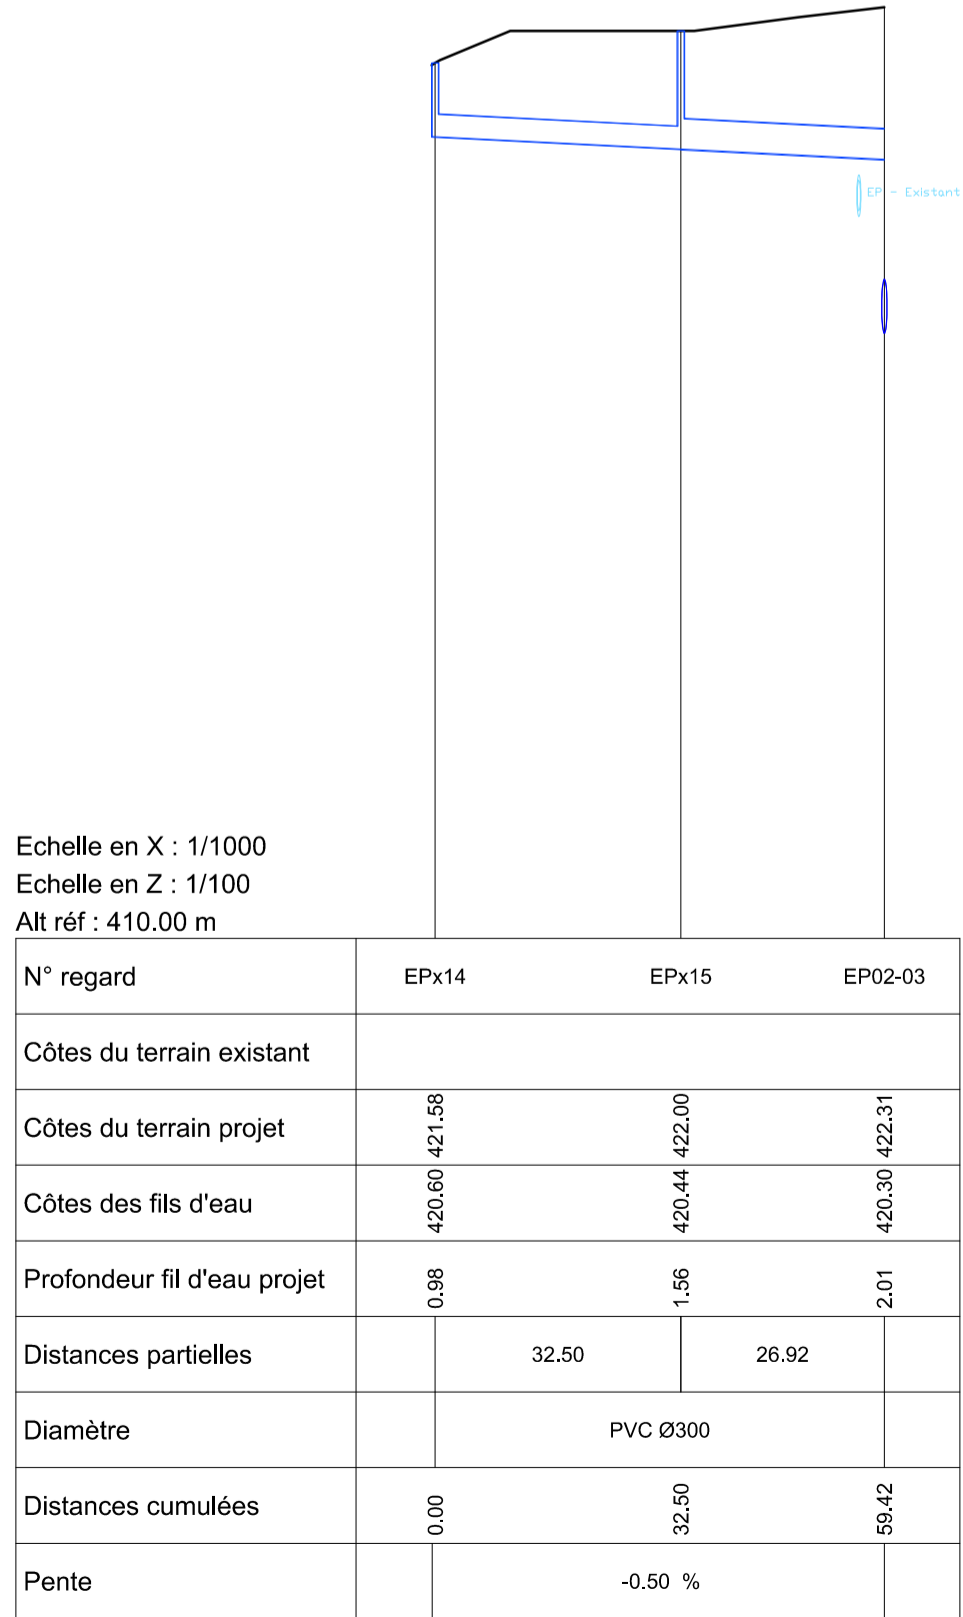 EP - Existant
Echelle en X : 1/1000
Echelle en Z : 1/100
Alt réf : 410.00 m
N° regard EPx14 EPx15 EP02-03
Côtes du terrain existant
Côtes du terrain projet 421.58 422.00 422.31
Côtes des fils d'eau 420.60 420.44 420.30
Profondeur fil d'eau projet 0.98 1.56 2.01
Distances partielles 32.50 26.92
Diamètre PVC Ø300
Distances cumulées 0.00 32.50 59.42
Pente -0.50 %